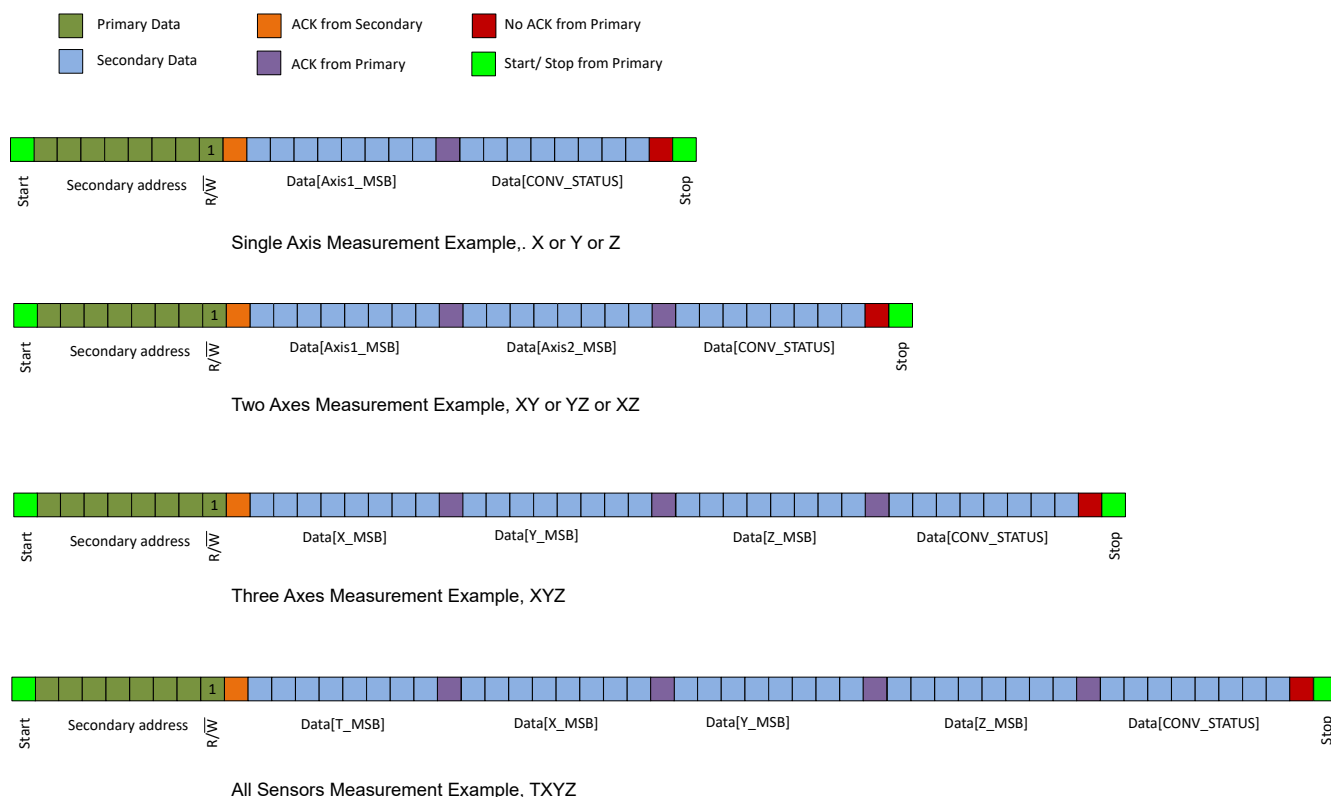 Primary Data
ACK from Secondary
No ACK from Primary
Secondary Data
ACK from Primary
Start/ Stop from Primary
1
Start
Secondary address
R/W
Data[Axis1_MSB]
Data[CONV_STATUS]
Stop
Single Axis Measurement Example,. X or Y or Z
1
Start
Secondary address
R/W
Data[Axis1_MSB]
Data[Axis2_MSB]
Data[CONV_STATUS]
Stop
Two Axes Measurement Example, XY or YZ or XZ
1
Start
Secondary address
R/W
Data[X_MSB]
Data[Y_MSB]
Data[Z_MSB]
Data[CONV_STATUS]
Stop
Three Axes Measurement Example, XYZ
1
Start
Secondary address
R/W
Data[T_MSB]
Data[X_MSB]
Data[Y_MSB]
Data[Z_MSB]
Data[CONV_STATUS]
Stop
All Sensors Measurement Example, TXYZ